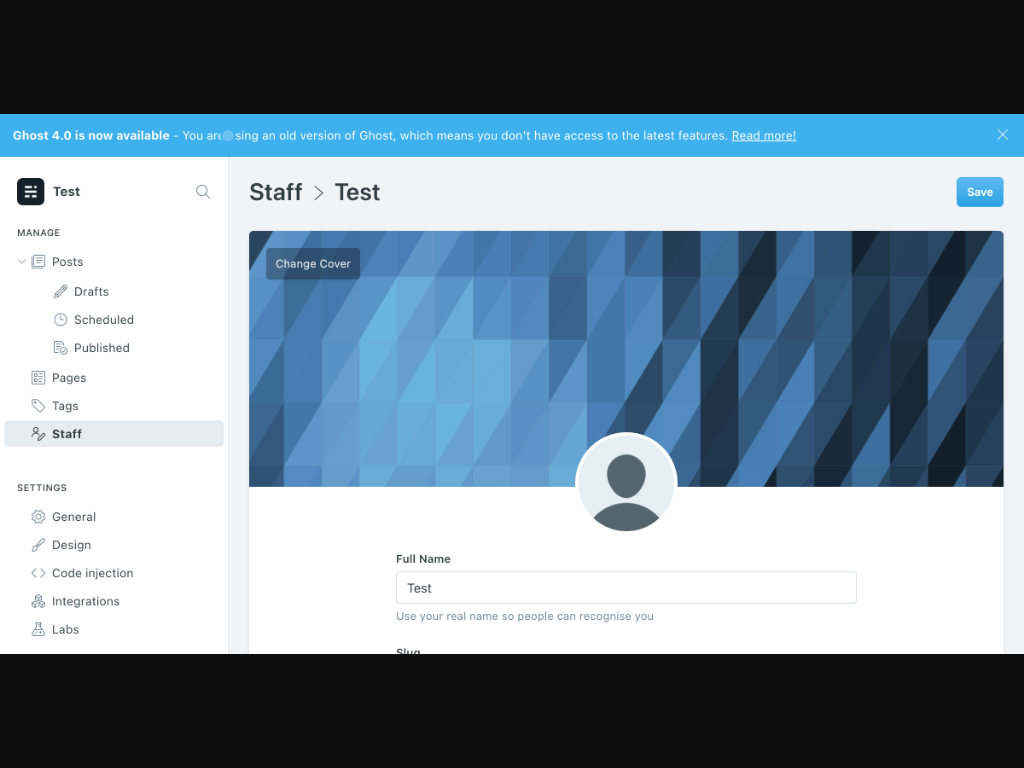 Ghost 4.0 is now available - You are using an old version of Ghost, which means you don't have access to the latest features. Read more!
Test
Staff > Test
Save
MANAGE
Change Cover
Posts
Drafts
Scheduled
Published
Pages
Tags
Staff
SETTINGS
General
Design
Code injection
Integrations
Labs
Full Name
Test
Use your real name so people can recognise you
Slug